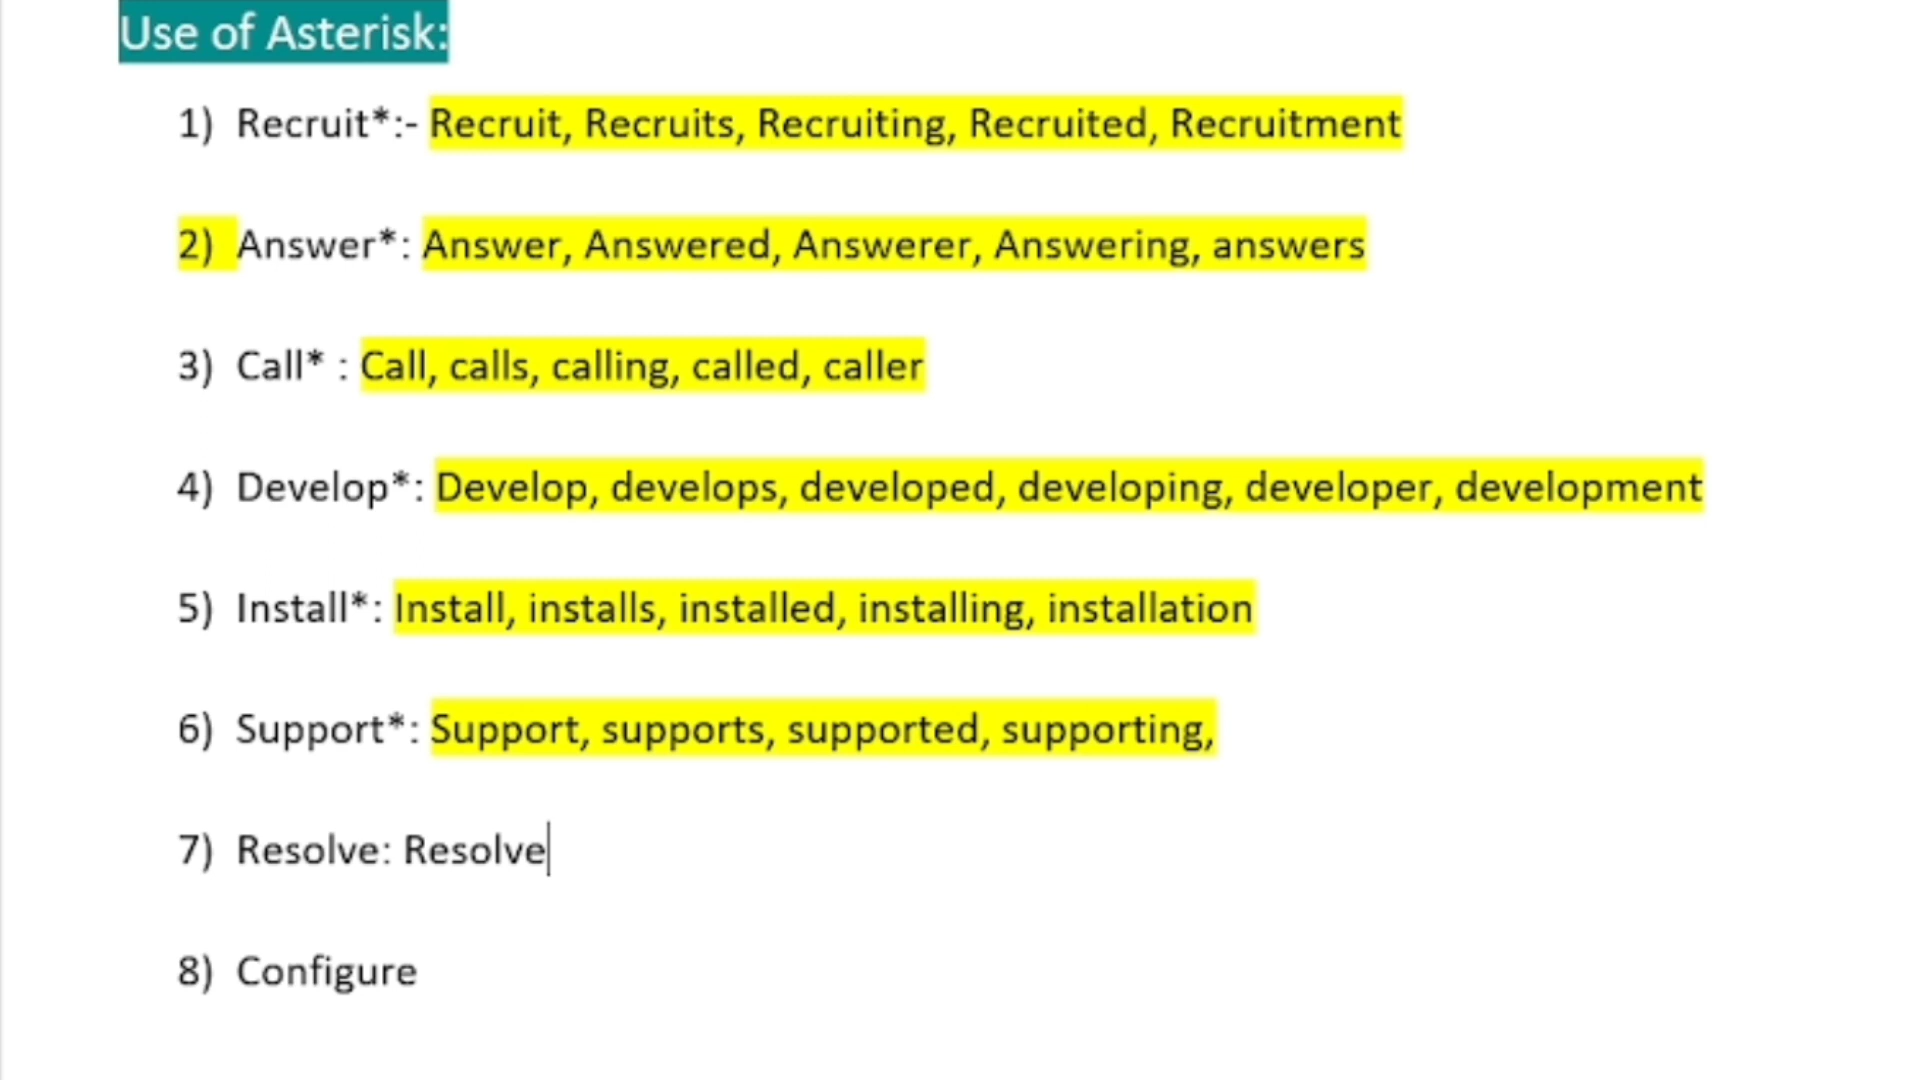 Use of Asterisk:
1) Recruit*:- Recruit, Recruits, Recruiting, Recruited, Recruitment
2) Answer*: Answer, Answered, Answerer, Answering, answers
3) Call* : Call, calls, calling, called, caller
4) Develop*: Develop, develops, developed, developing, developer, development
5) Install*: Install, installs, installed, installing, installation
6) Support*: Support, supports, supported, supporting,
7) Resolve: Resolve
8) Configure